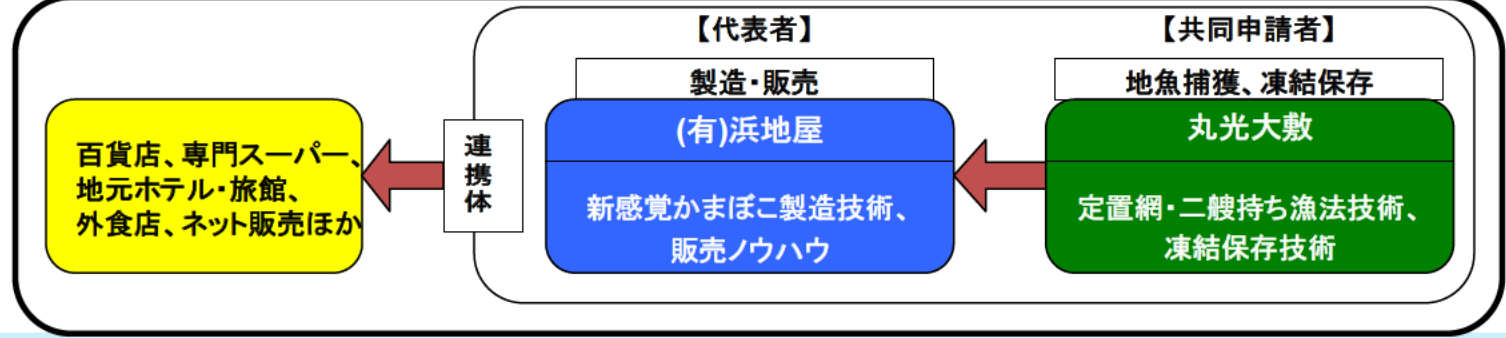 【代表者】
【共同申請者】
製造・販売
地魚捕獲、凍結保存
(有)浜地屋
丸光大敷
百貨店、専門スーパー、
地元ホテル・旅館、
外食店、ネット販売ほか
連
携
体
新感覚かまぼこ製造技術、
販売ノウハウ
定置網・二艘持ち漁法技術、
凍結保存技術